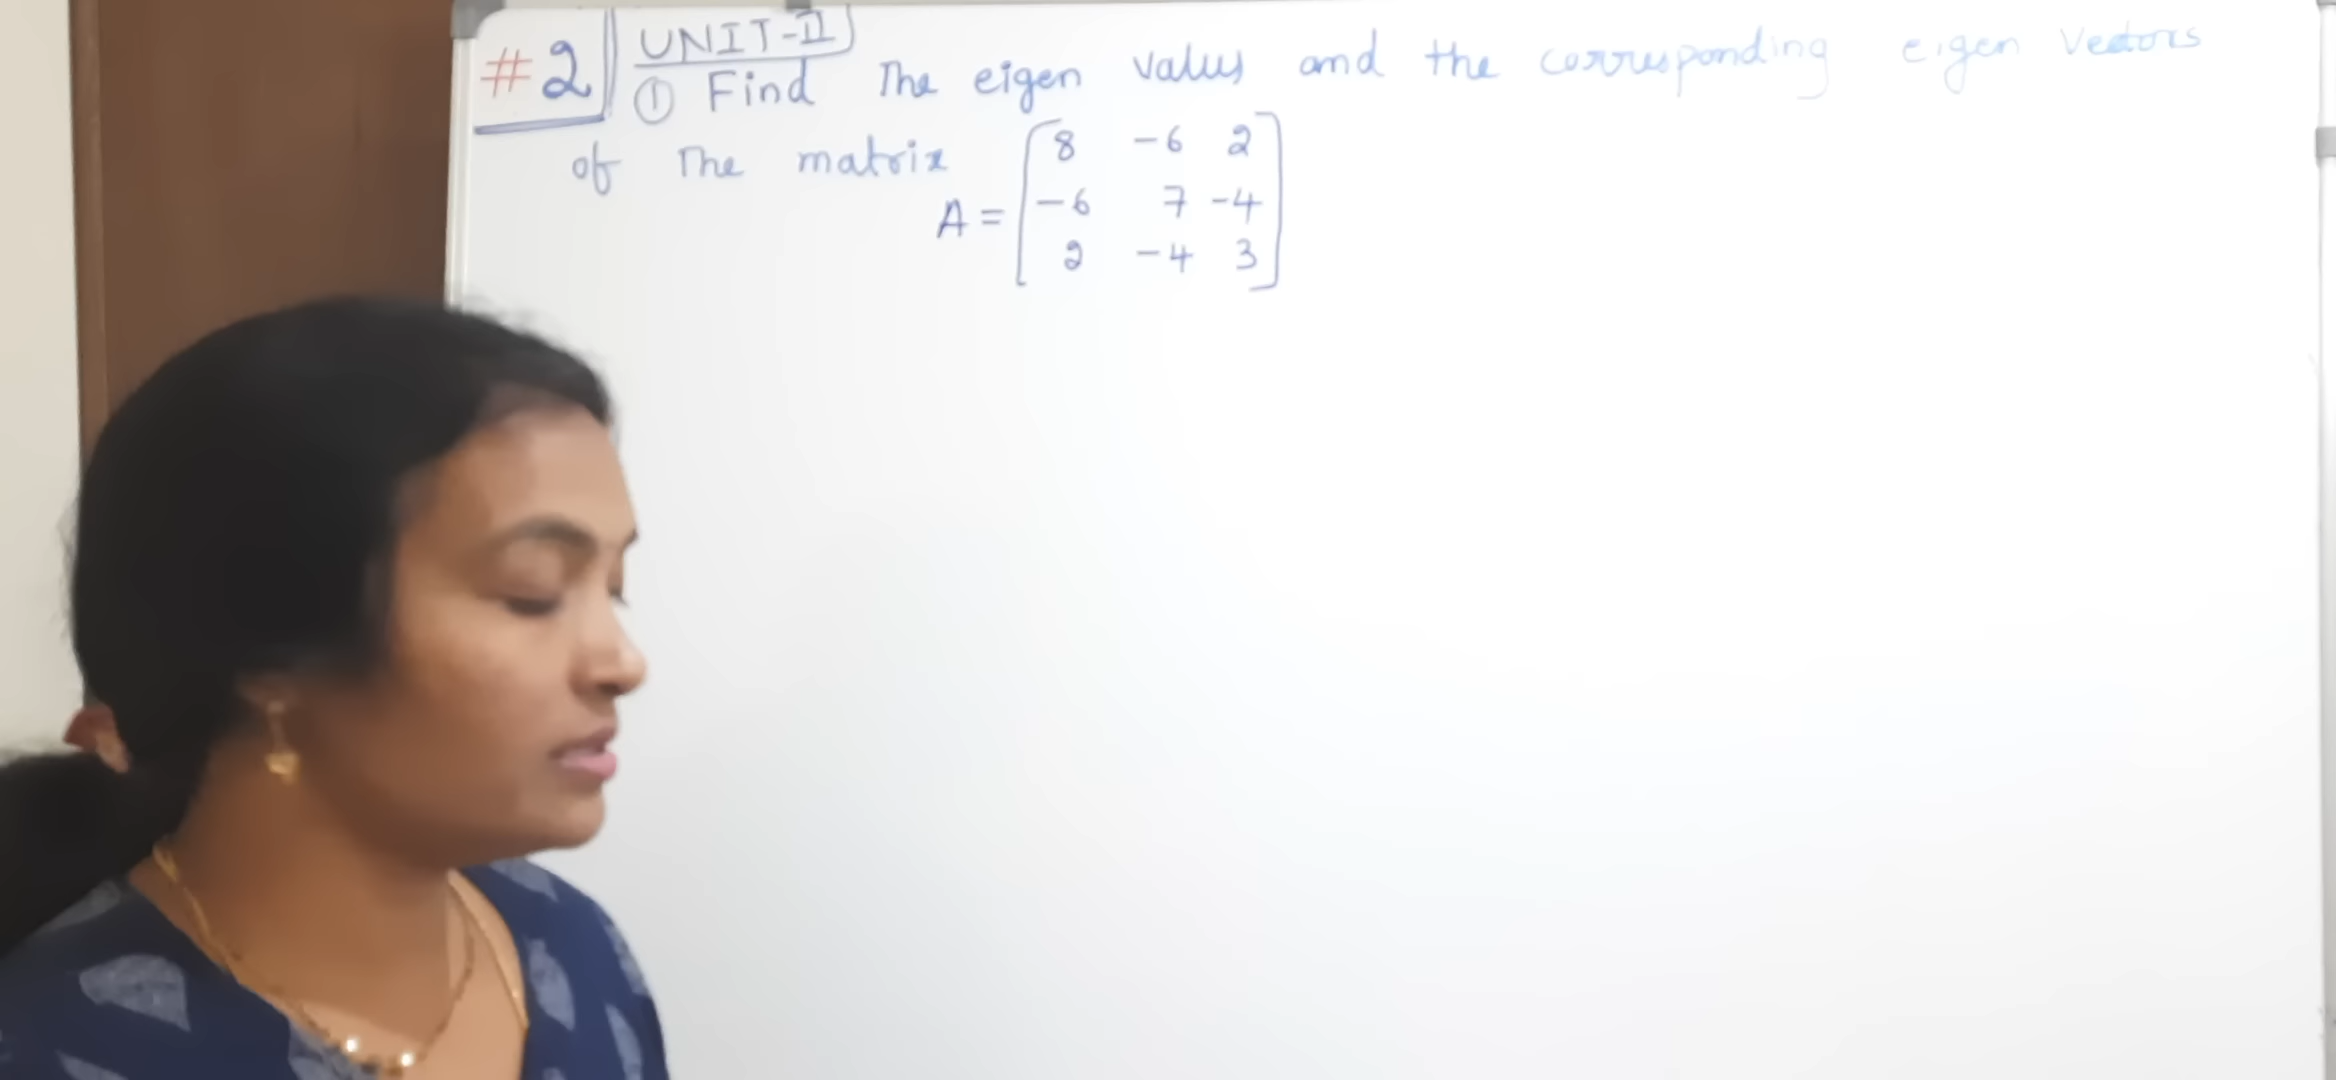 #2 UNIT-II
① Find The eigen values and the corresponding eigen vectors
of The matrix
A = [8 -6 2
-6 7 -4
2 -4 3]